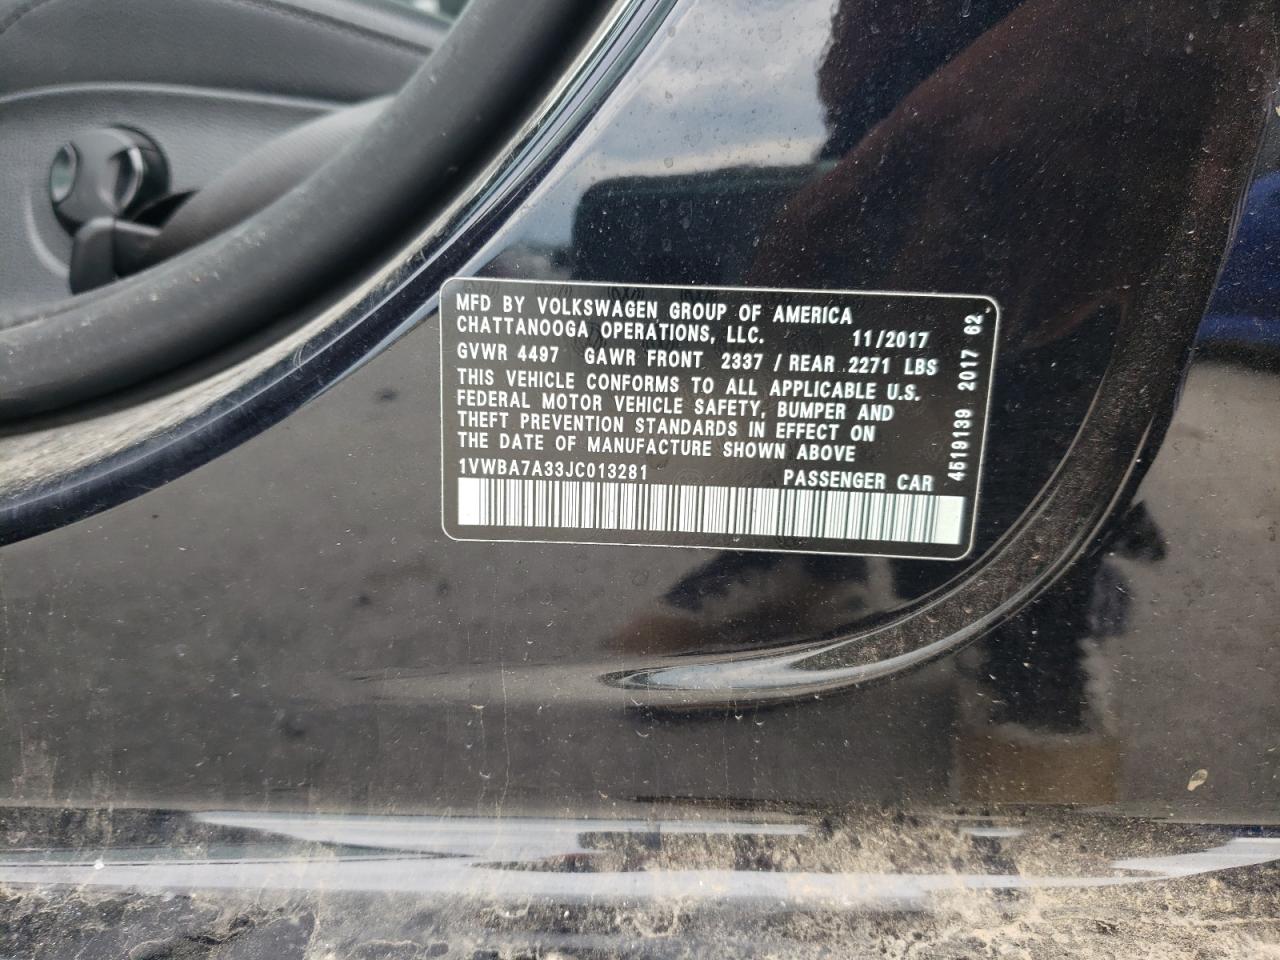 MFD BY VOLKSWAGEN GROUP OF AMERICA
CHATTANOOGA OPERATIONS, LLC. 11/2017
GVWR 4497 GAWR FRONT 2337 / REAR 2271 LBS
THIS VEHICLE CONFORMS TO ALL APPLICABLE U.S.
FEDERAL MOTOR VEHICLE SAFETY, BUMPER AND
THEFT PREVENTION STANDARDS IN EFFECT ON
THE DATE OF MANUFACTURE SHOWN ABOVE
1VWBA7A33JC013281 PASSENGER CAR
4519139 2017 62